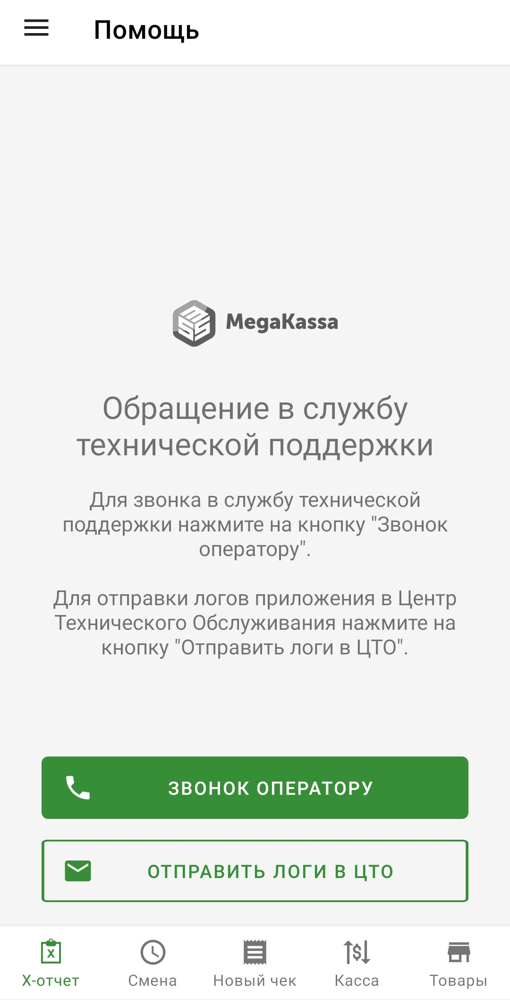 Помощь
MegaKassa
Обращение в службу
технической поддержки
Для звонка в службу технической
поддержки нажмите на кнопку "Звонок
оператору".
Для отправки логов приложения в Центр
Технического Обслуживания нажмите на
кнопку "Отправить логи в ЦТО".
ЗВОНОК ОПЕРАТОРУ
ОТПРАВИТЬ ЛОГИ В ЦТО
X
$
X-отчет
Смена
Новый чек
Касса
Товары